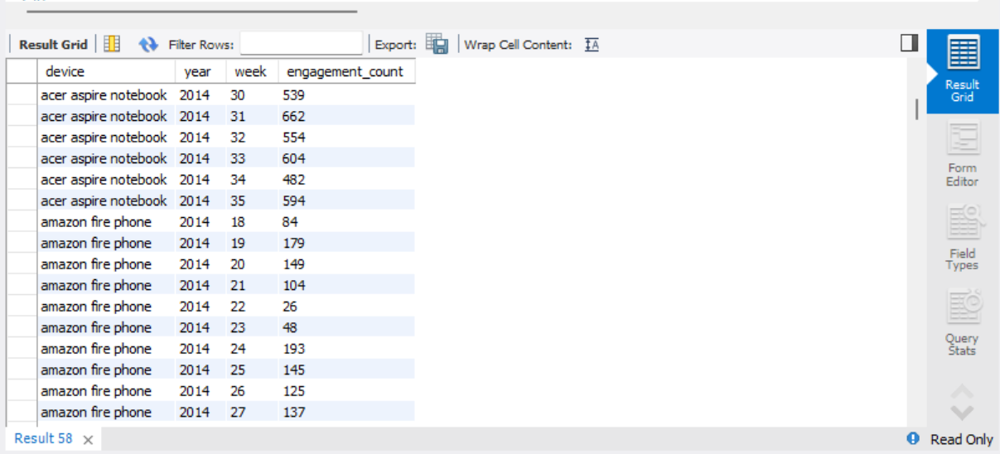 Result Grid Filter Rows: Export: Wrap Cell Content:
device year week engagement_count
acer aspire notebook 2014 30 539
acer aspire notebook 2014 31 662
acer aspire notebook 2014 32 554
acer aspire notebook 2014 33 604
acer aspire notebook 2014 34 482
acer aspire notebook 2014 35 594
amazon fire phone 2014 18 84
amazon fire phone 2014 19 179
amazon fire phone 2014 20 149
amazon fire phone 2014 21 104
amazon fire phone 2014 22 26
amazon fire phone 2014 23 48
amazon fire phone 2014 24 193
amazon fire phone 2014 25 145
amazon fire phone 2014 26 125
amazon fire phone 2014 27 137
Result
Grid
Form
Editor
Field
Types
Query
Stats
Result 58 Read Only